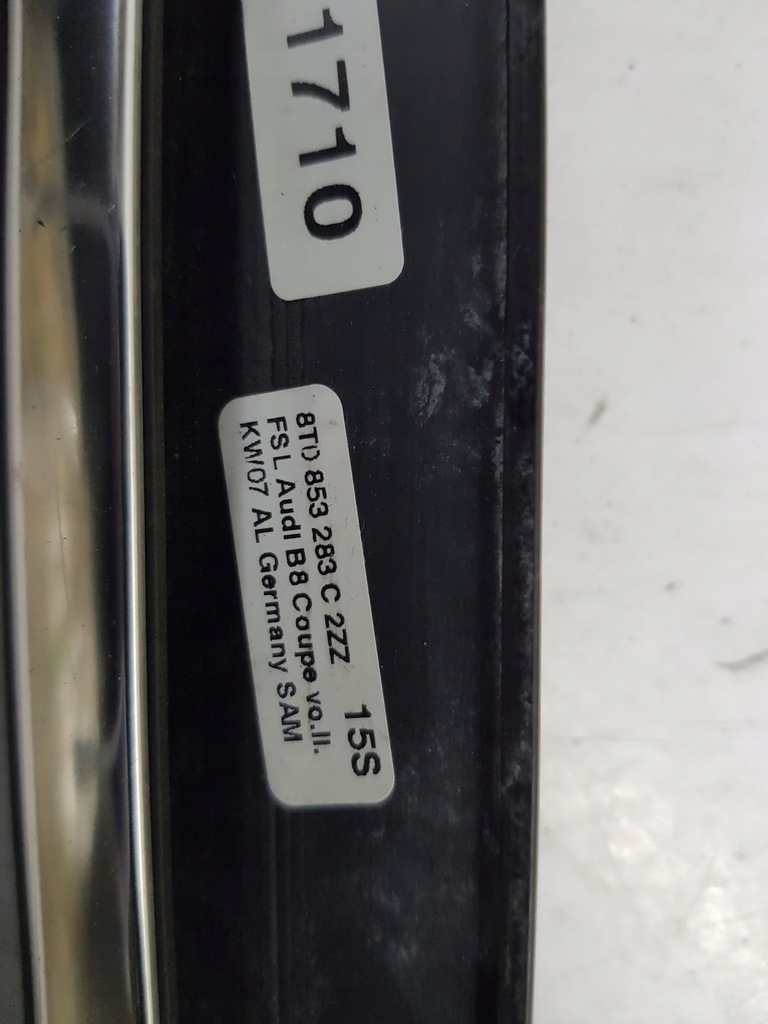 1710
8T0 853 283 C 2ZZ
FSL Audi B8 Coupe vo.li.
KW07 AL Germany SAM
15S